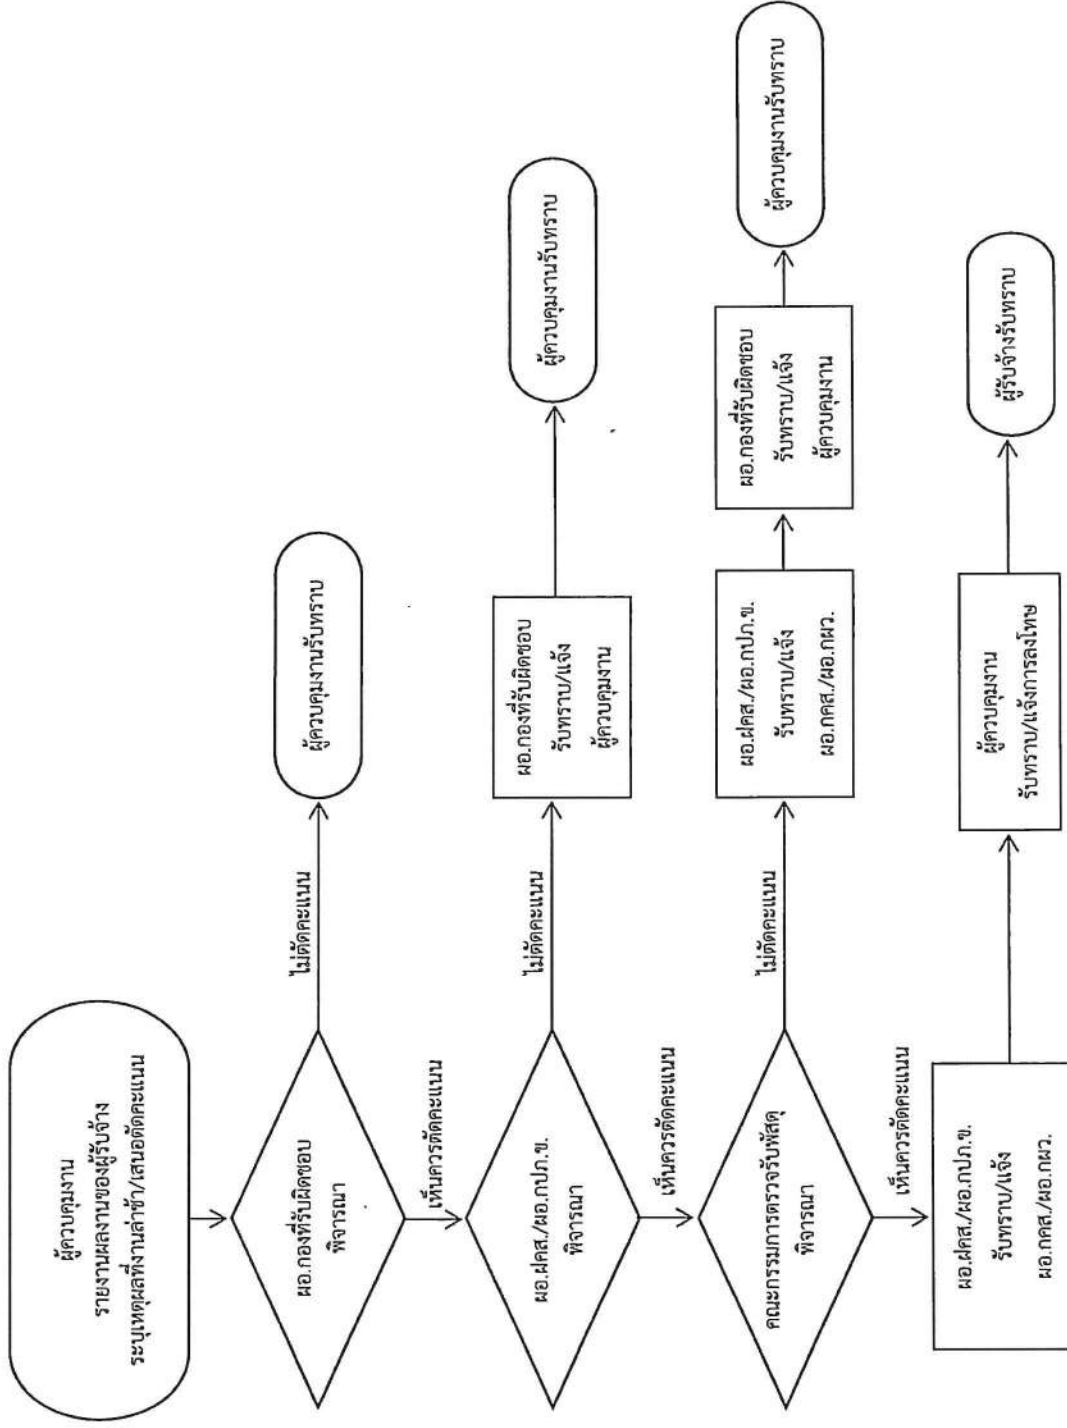 ผู้ควบคุมงาน
รายงานผลงานของผู้รับจ้าง
ระบุเหตุผลที่งานล่าช้า/เสนอตัดคะแนน
ผอ.กองที่รับผิดชอบ
พิจารณา
ไม่ตัดคะแนน
ผู้ควบคุมงานรับทราบ
เห็นควรตัดคะแนน
ผอ.ฝคส./ผอ.กปภ.ข.
พิจารณา
ไม่ตัดคะแนน
ผอ.กองที่รับผิดชอบ
รับทราบ/แจ้ง
ผู้ควบคุมงาน
ผู้ควบคุมงานรับทราบ
เห็นควรตัดคะแนน
คณะกรรมการตรวจรับพัสดุ
พิจารณา
ไม่ตัดคะแนน
ผอ.ฝคส./ผอ.กปภ.ข.
รับทราบ/แจ้ง
ผอ.กคส./ผอ.กผว.
ผอ.กองที่รับผิดชอบ
รับทราบ/แจ้ง
ผู้ควบคุมงาน
ผู้ควบคุมงานรับทราบ
เห็นควรตัดคะแนน
ผอ.ฝคส./ผอ.กปภ.ข.
รับทราบ/แจ้ง
ผอ.กคส./ผอ.กผว.
ผู้ควบคุมงาน
รับทราบ/แจ้งการลงโทษ
ผู้รับจ้างรับทราบ